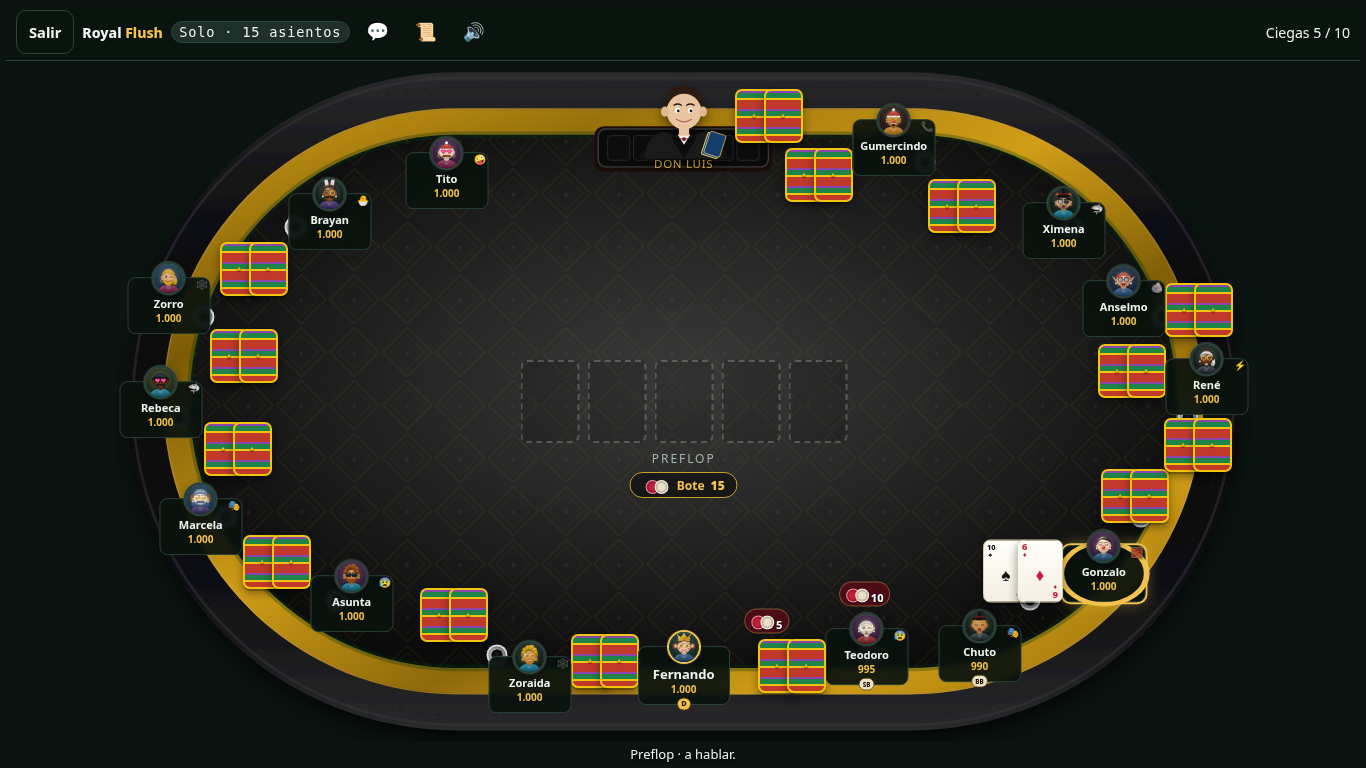 Salir
Royal Flush
Solo · 15 asientos
Ciegas 5 / 10
DON LUIS
Gumercindo
1.000
Tito
1.000
Brayan
1.000
Ximena
1.000
Zorro
1.000
Anselmo
1.000
René
1.000
Rebeca
1.000
PREFLOP
Bote 15
Marcela
1.000
10
6
6
Gonzalo
1.000
Asunta
1.000
10
5
Teodoro
995
SB
Chuto
990
BB
Zoraida
1.000
Fernando
1.000
D
Preflop · a hablar.